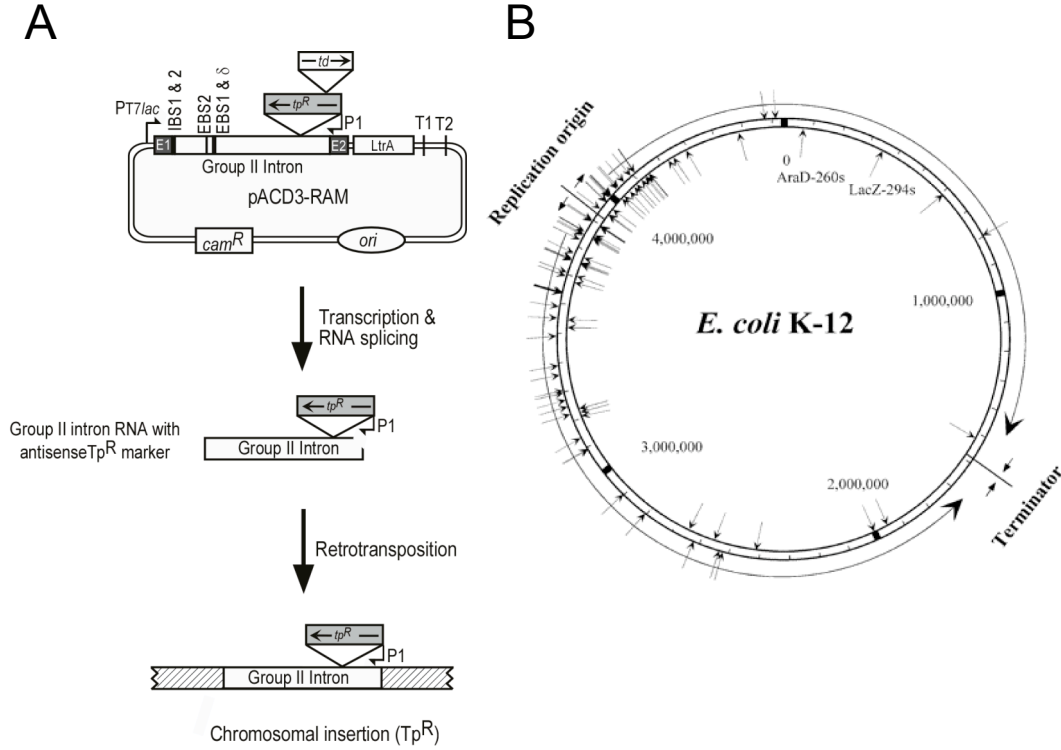 A
td
tpR
PT7lac
IBS1 & 2
EBS2
EBS1 & δ
P1
T1 T2
E1
E2
LtrA
Group II Intron
pACD3-RAM
camR
ori
Transcription &
RNA splicing
tpR
P1
Group II intron RNA with
antisenseTpR marker
Group II Intron
Retrotransposition
tpR
P1
Group II Intron
Chromosomal insertion (TpR)
B
Replication origin
0
AraD-260s
LacZ-294s
4,000,000
1,000,000
E. coli K-12
3,000,000
2,000,000
Terminator